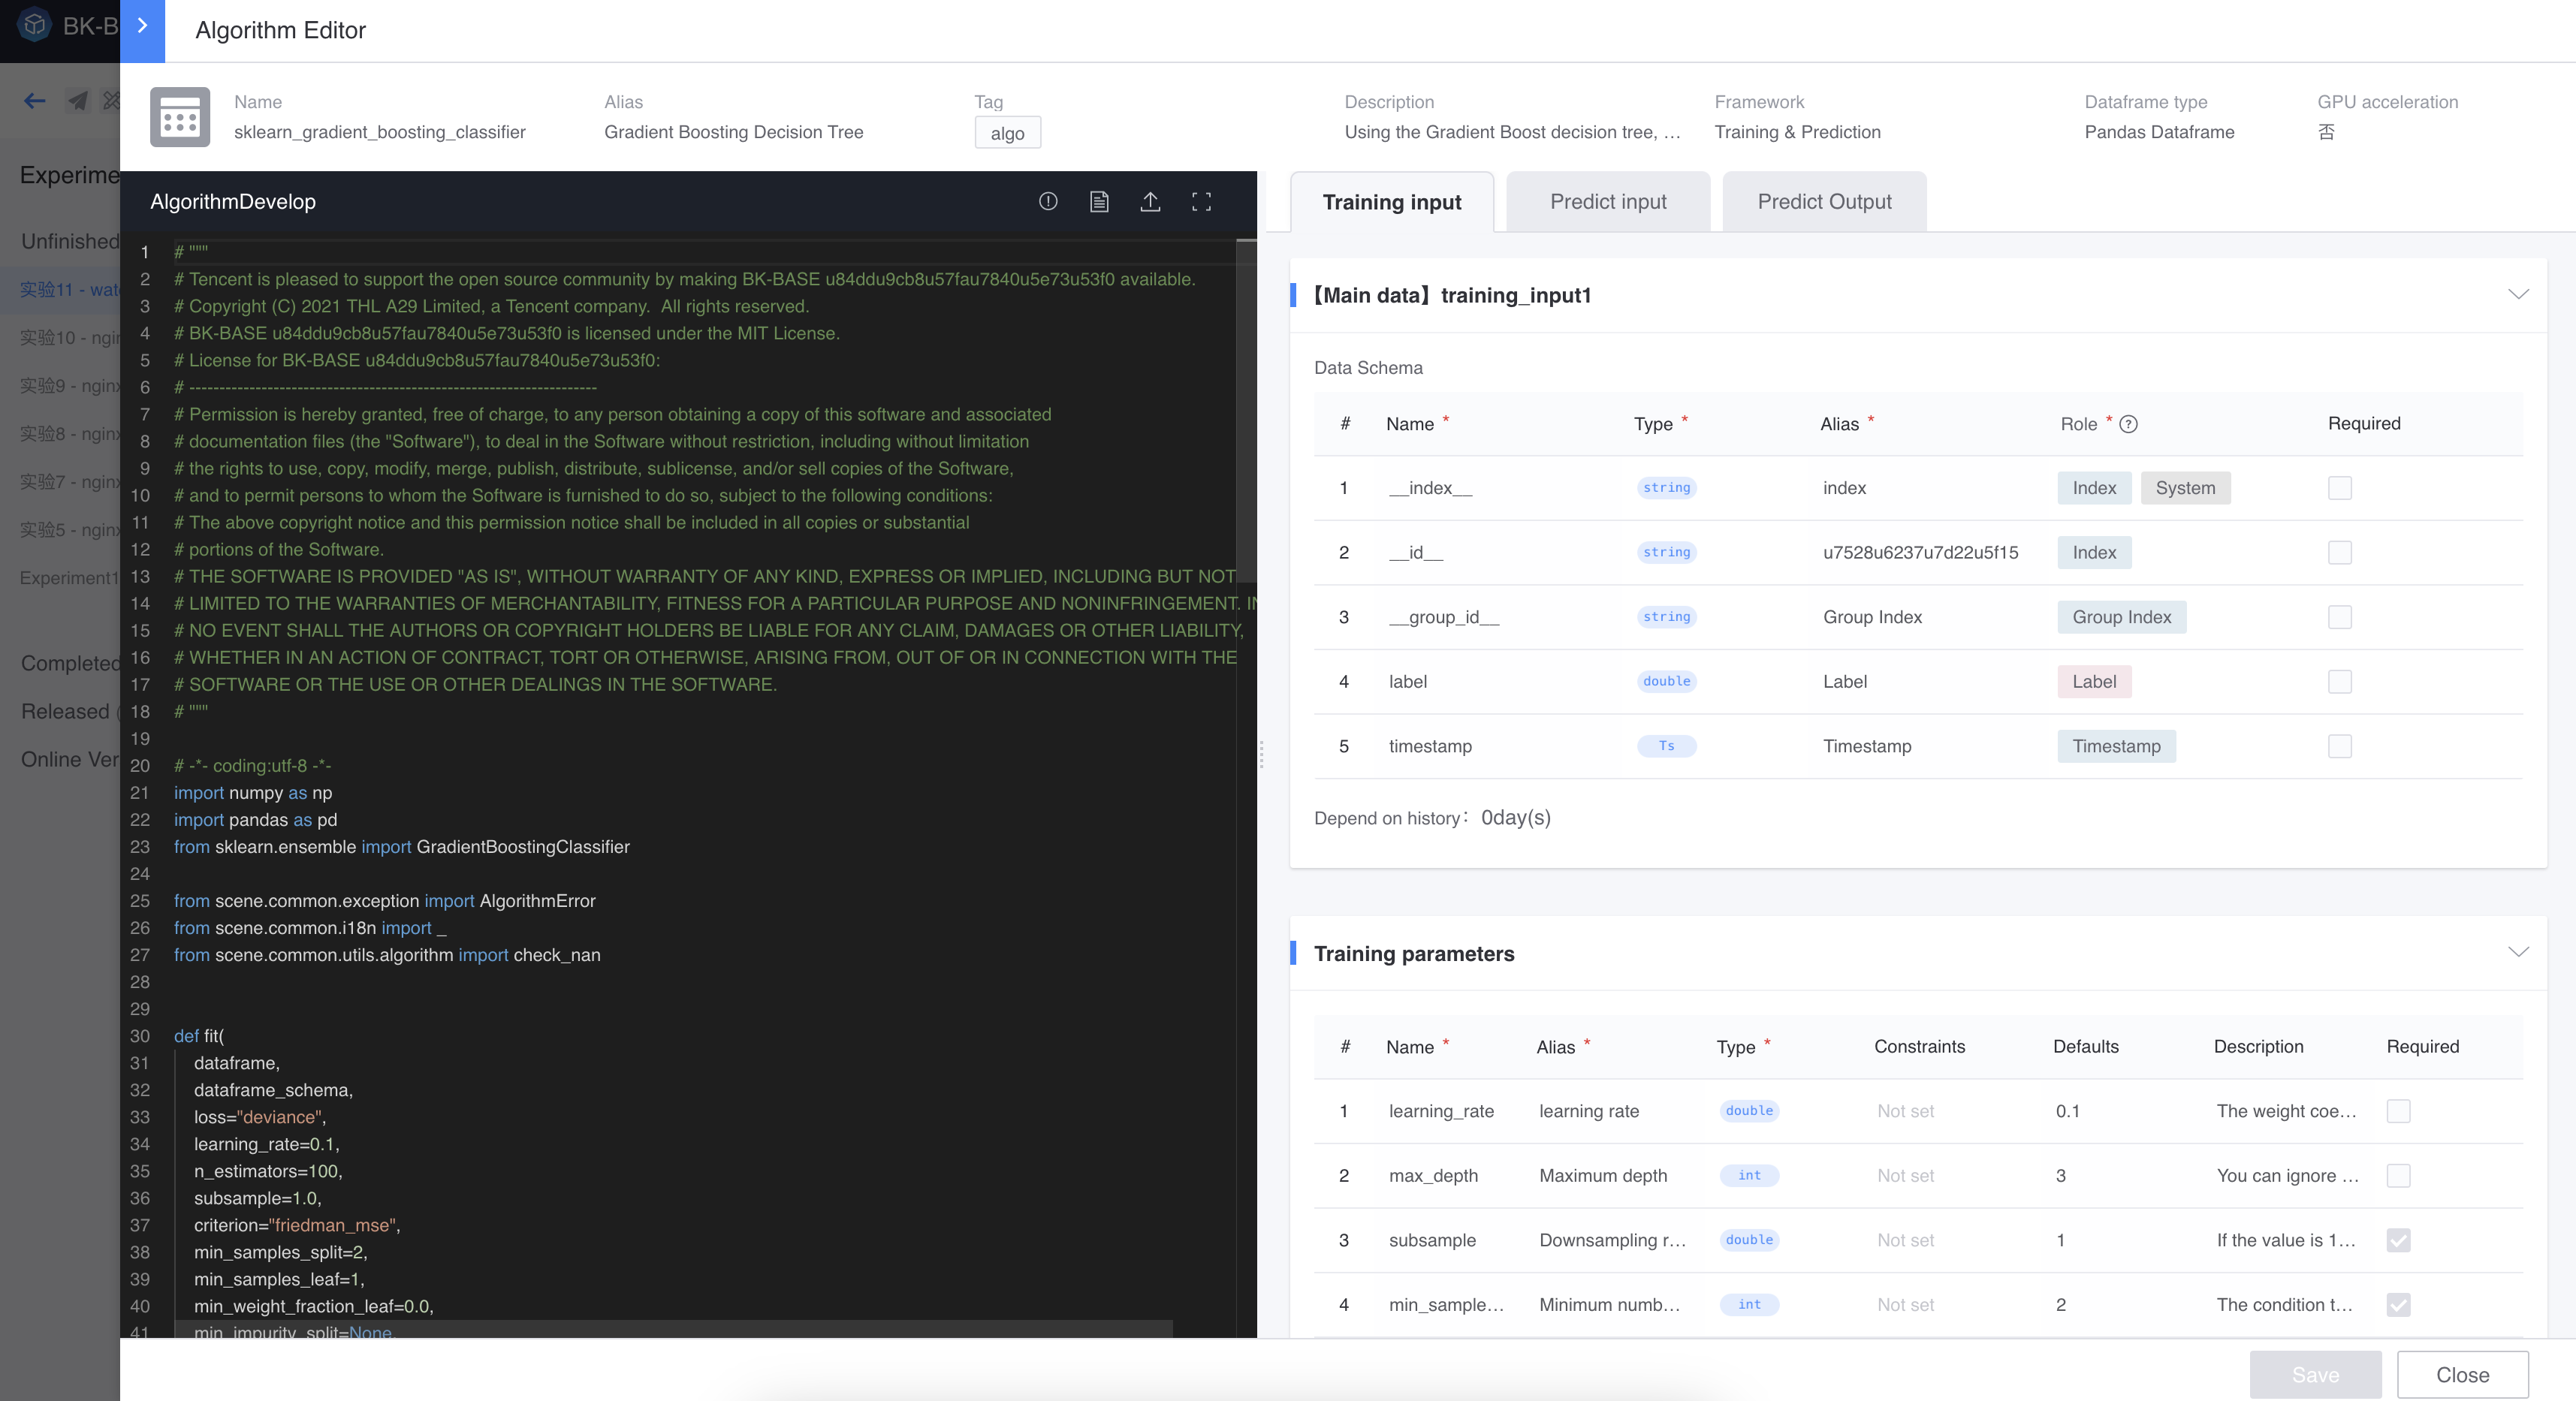 BK-B
Algorithm Editor
Name
sklearn_gradient_boosting_classifier
Alias
Gradient Boosting Decision Tree
Tag
algo
Description
Using the Gradient Boost decision tree, ...
Framework
Training & Prediction
Dataframe type
Pandas Dataframe
GPU acceleration
否
Experime
Unfinished
实验11 - wat
实验10 - ngin
实验9 - nginx
实验8 - nginx
实验7 - nginx
实验5 - nginx
Experiment1
Completed
Released (
Online Ver
AlgorithmDevelop
1 # """
2 # Tencent is pleased to support the open source community by making BK-BASE u84ddu9cb8u57fau7840u5e73u53f0 available.
3 # Copyright (C) 2021 THL A29 Limited, a Tencent company.  All rights reserved.
4 # BK-BASE u84ddu9cb8u57fau7840u5e73u53f0 is licensed under the MIT License.
5 # License for BK-BASE u84ddu9cb8u57fau7840u5e73u53f0:
6 # --------------------------------------------------------------------
7 # Permission is hereby granted, free of charge, to any person obtaining a copy of this software and associated
8 # documentation files (the "Software"), to deal in the Software without restriction, including without limitation
9 # the rights to use, copy, modify, merge, publish, distribute, sublicense, and/or sell copies of the Software,
10 # and to permit persons to whom the Software is furnished to do so, subject to the following conditions:
11 # The above copyright notice and this permission notice shall be included in all copies or substantial
12 # portions of the Software.
13 # THE SOFTWARE IS PROVIDED "AS IS", WITHOUT WARRANTY OF ANY KIND, EXPRESS OR IMPLIED, INCLUDING BUT NOT
14 # LIMITED TO THE WARRANTIES OF MERCHANTABILITY, FITNESS FOR A PARTICULAR PURPOSE AND NONINFRINGEMENT. IN
15 # NO EVENT SHALL THE AUTHORS OR COPYRIGHT HOLDERS BE LIABLE FOR ANY CLAIM, DAMAGES OR OTHER LIABILITY,
16 # WHETHER IN AN ACTION OF CONTRACT, TORT OR OTHERWISE, ARISING FROM, OUT OF OR IN CONNECTION WITH THE
17 # SOFTWARE OR THE USE OR OTHER DEALINGS IN THE SOFTWARE.
18 # """
19
20 # -*- coding:utf-8 -*-
21 import numpy as np
22 import pandas as pd
23 from sklearn.ensemble import GradientBoostingClassifier
24
25 from scene.common.exception import AlgorithmError
26 from scene.common.i18n import _
27 from scene.common.utils.algorithm import check_nan
28
29
30 def fit(
31 dataframe,
32 dataframe_schema,
33 loss="deviance",
34 learning_rate=0.1,
35 n_estimators=100,
36 subsample=1.0,
37 criterion="friedman_mse",
38 min_samples_split=2,
39 min_samples_leaf=1,
40 min_weight_fraction_leaf=0.0,
41 min_impurity_split=None,
Training input
Predict input
Predict Output
【Main data】training_input1
Data Schema
# Name * Type * Alias * Role * ? Required
1 __index__ string index Index System
2 __id__ string u7528u6237u7d22u5f15 Index
3 __group_id__ string Group Index Group Index
4 label double Label Label
5 timestamp Ts Timestamp Timestamp
Depend on history： 0day(s)
Training parameters
# Name * Alias * Type * Constraints Defaults Description Required
1 learning_rate learning rate double Not set 0.1 The weight coe...
2 max_depth Maximum depth int Not set 3 You can ignore ...
3 subsample Downsampling r... double Not set 1 If the value is 1...
4 min_sample... Minimum numb... int Not set 2 The condition t...
Save
Close